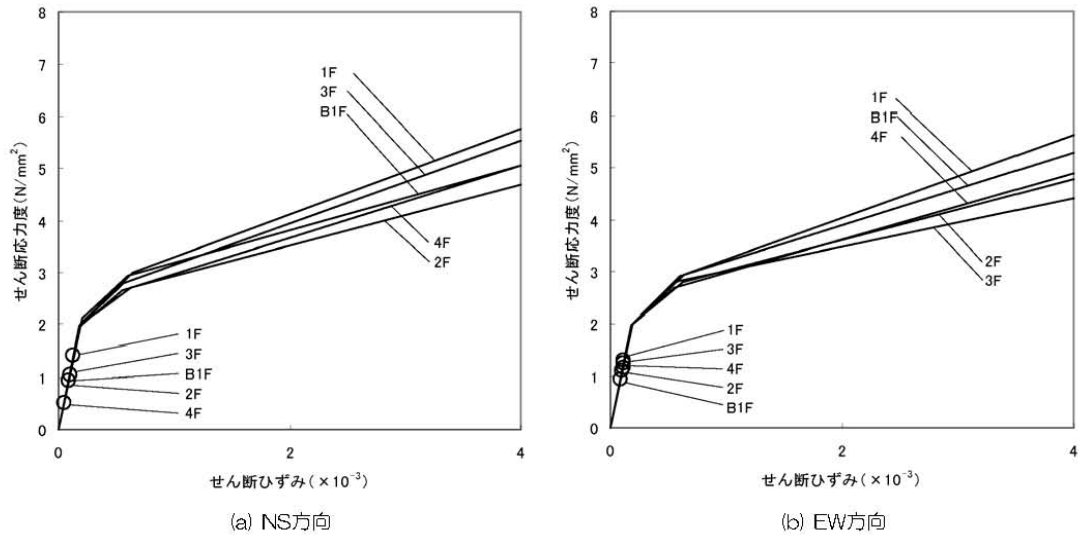 8
7
6
5
4
3
2
1
0
せん断応力度(N/mm²)
1F
3F
B1F
4F
2F
1F
3F
B1F
2F
4F
0
2
4
せん断ひずみ(×10⁻³)
(a) NS方向
8
7
6
5
4
3
2
1
0
せん断応力度(N/mm²)
1F
B1F
4F
2F
3F
1F
3F
4F
2F
B1F
0
2
4
せん断ひずみ(×10⁻³)
(b) EW方向